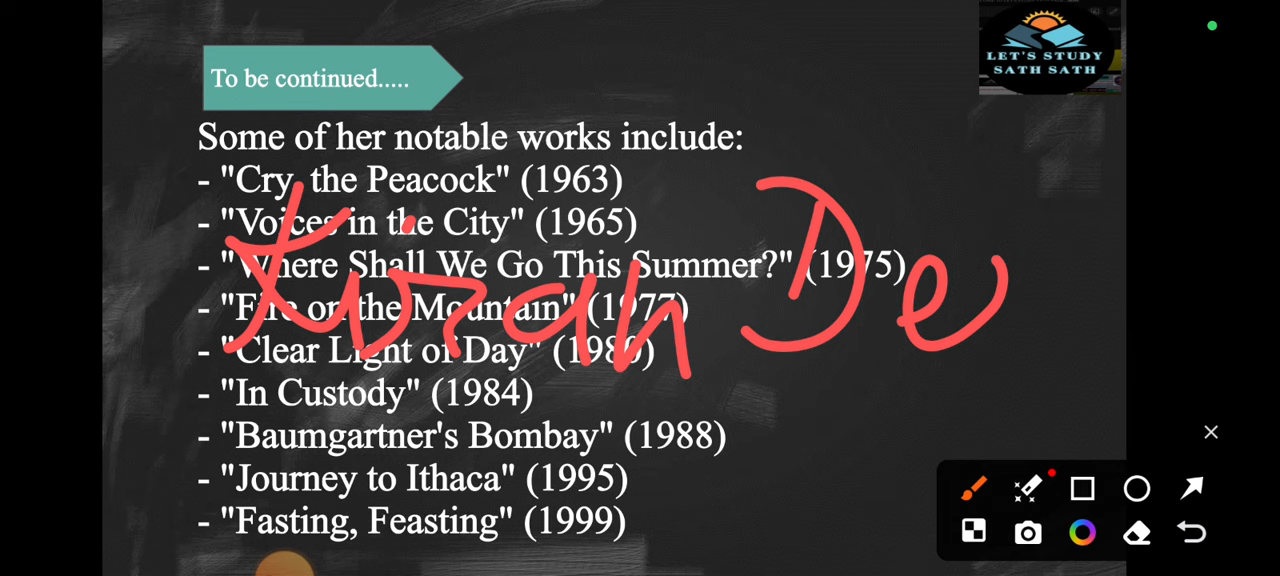 LET'S STUDY
SATH SATH
To be continued.....
Some of her notable works include:
- "Cry, the Peacock" (1963)
- "Voices in the City" (1965)
- "Where Shall We Go This Summer?" (1975)
- "Fire on the Mountain" (1977)
- "Clear Light of Day" (1980)
- "In Custody" (1984)
- "Baumgartner's Bombay" (1988)
- "Journey to Ithaca" (1995)
- "Fasting, Feasting" (1999)
Kiran De